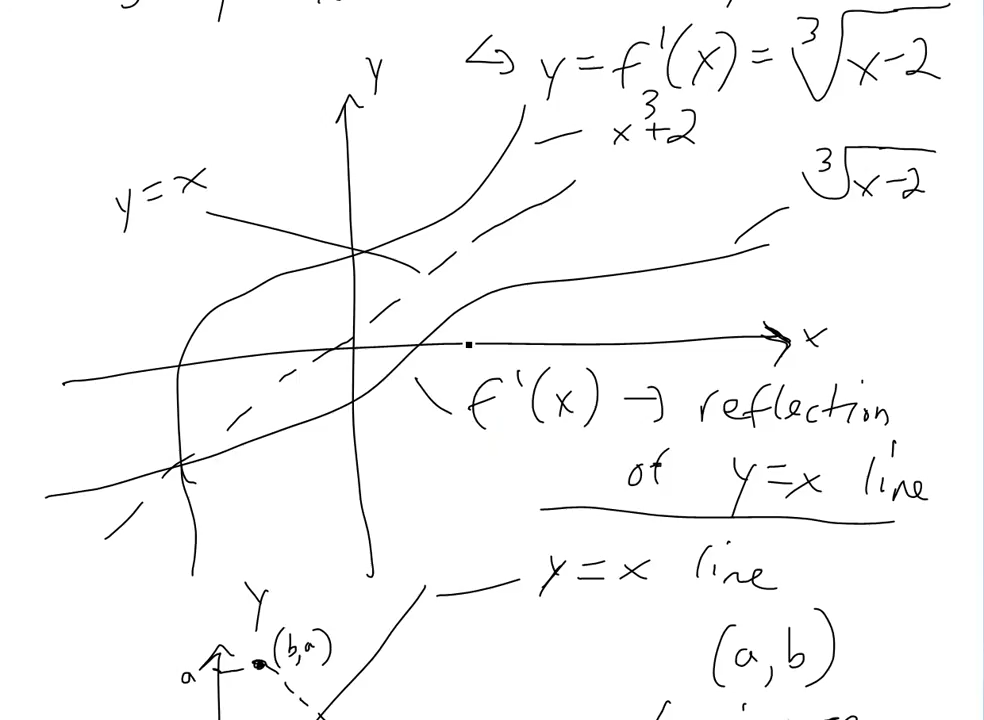 ↪ y = f⁻¹(x) = ∛(x-2)
y
x³+2
y = x
∛(x-2)
x
f⁻¹(x) → reflection
of y=x line
y = x line
y
(b,a)
a
(a,b)